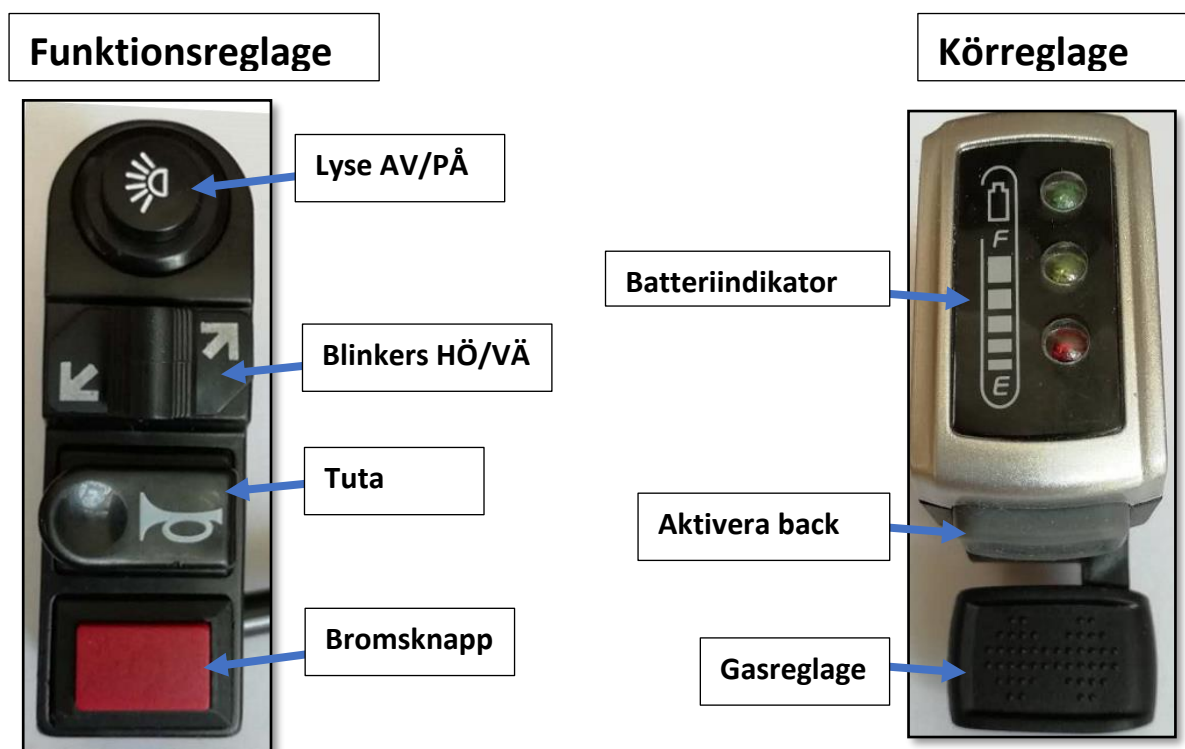 Funktionsreglage
Körreglage
Lyse AV/PÅ
Blinkers HÖ/VÄ
Tuta
Bromsknapp
Batteriindikator
F
E
Aktivera back
Gasreglage